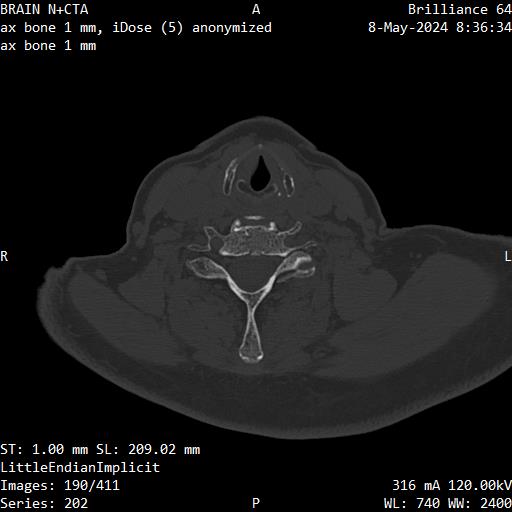 BRAIN N+CTA
A
Brilliance 64
ax bone 1 mm, iDose (5) anonymized
8-May-2024 8:36:34
ax bone 1 mm
R
L
ST: 1.00 mm SL: 209.02 mm
LittleEndianImplicit
Images: 190/411
316 mA 120.00kV
Series: 202
P
WL: 740 WW: 2400